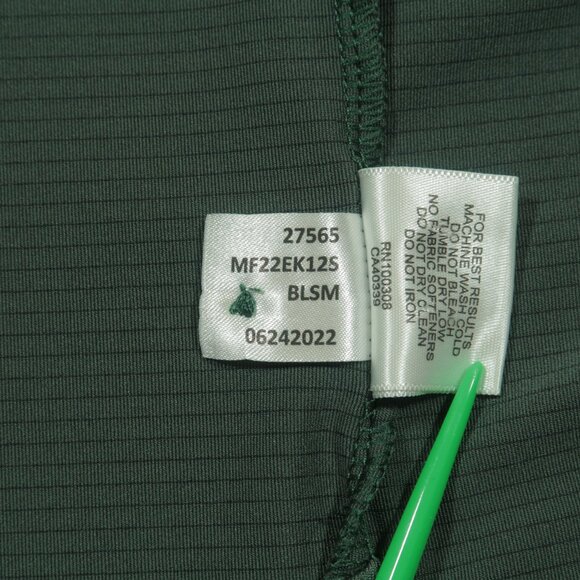 27565
MF22EK12S
BLSM
06242022
FOR BEST RESULTS
MACHINE WASH COLD
DO NOT BLEACH
TUMBLE DRY LOW
NO FABRIC SOFTENERS
DO NOT DRY CLEAN
DO NOT IRON
RN100308
CA40339